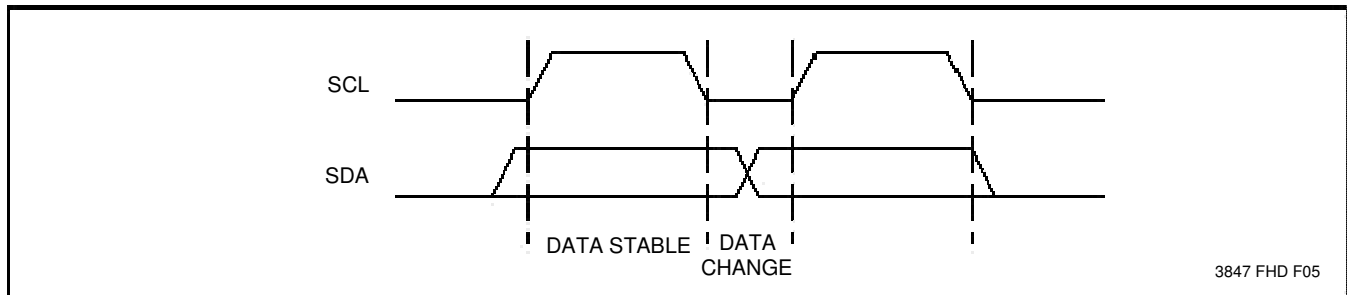 SCL
SDA
DATA STABLE
DATA
CHANGE
3847 FHD F05